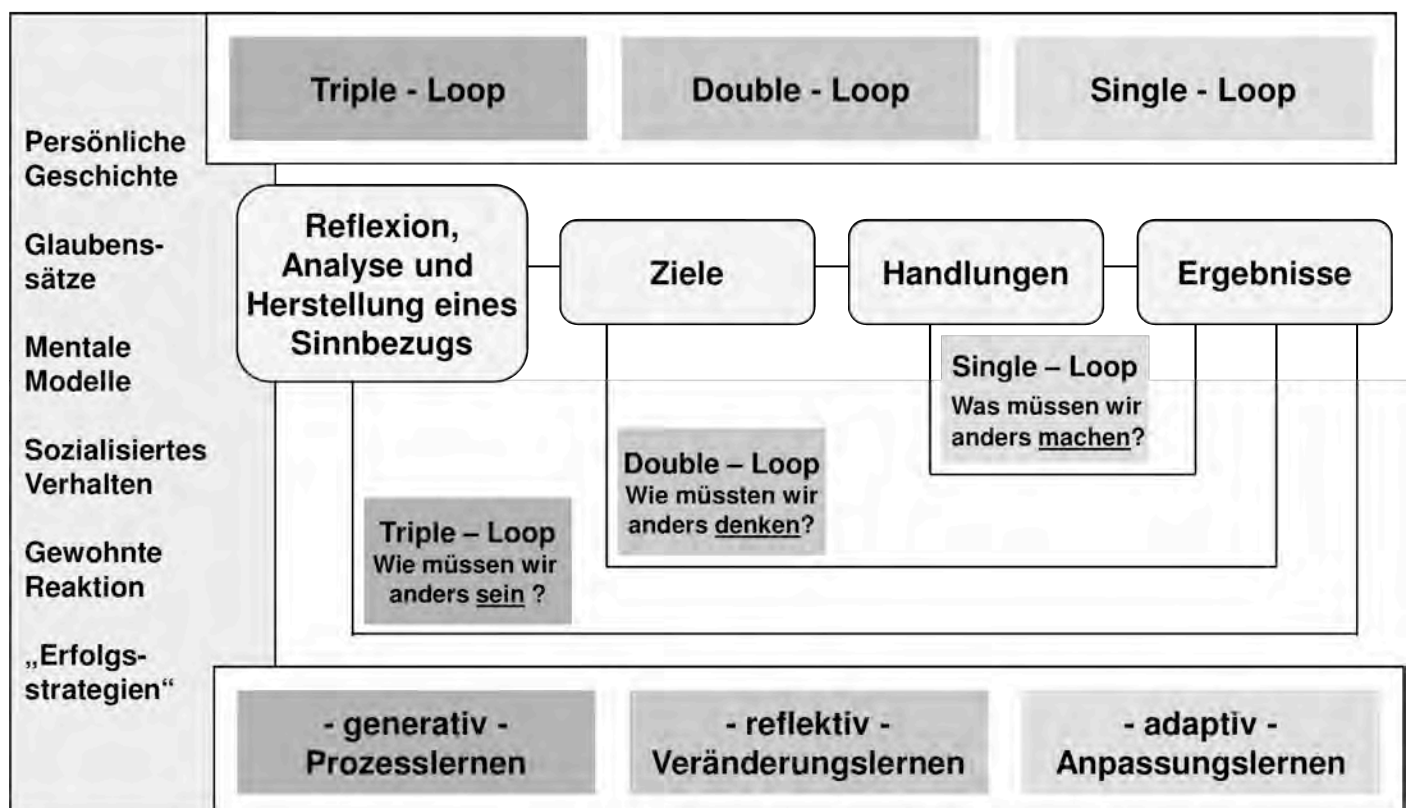 Triple - Loop
Double - Loop
Single - Loop
Persönliche
Geschichte
Glaubens-
sätze
Mentale
Modelle
Sozialisiertes
Verhalten
Gewohnte
Reaktion
„Erfolgs-
strategien“
Reflexion,
Analyse und
Herstellung eines
Sinnbezugs
Ziele
Handlungen
Ergebnisse
Single – Loop
Was müssen wir
anders machen?
Double – Loop
Wie müssten wir
anders denken?
Triple – Loop
Wie müssen wir
anders sein ?
- generativ -
Prozesslernen
- reflektiv -
Veränderungslernen
- adaptiv -
Anpassungslernen